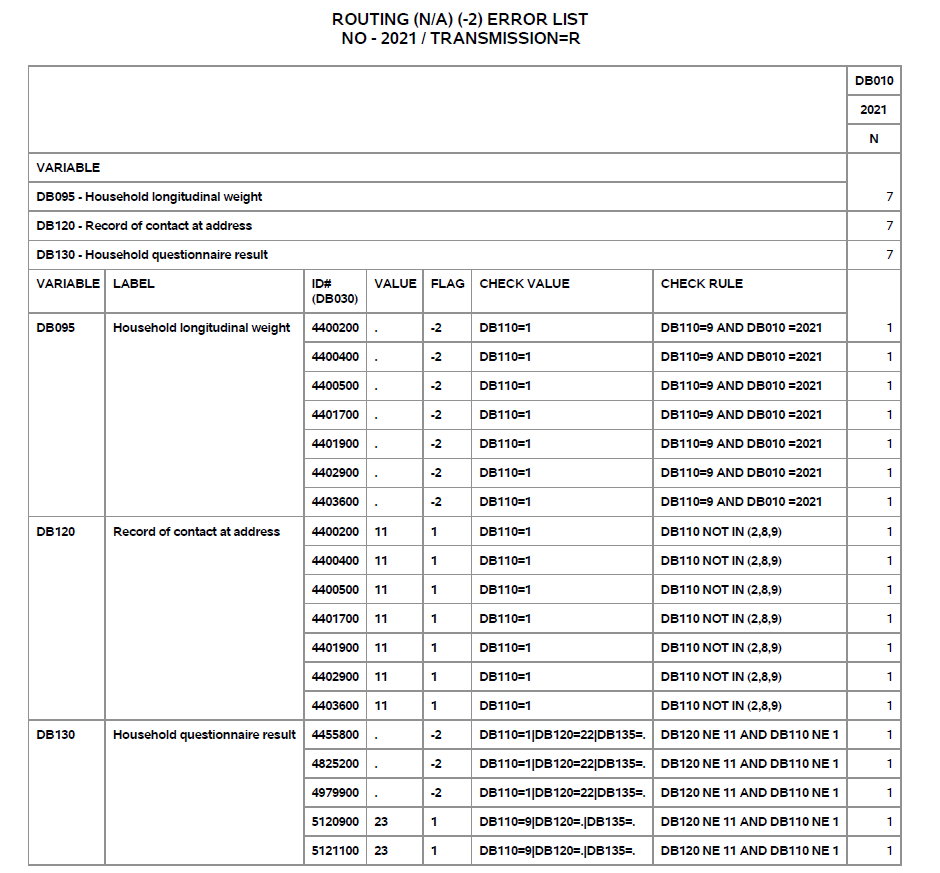 ROUTING (N/A) (-2) ERROR LIST
NO - 2021 / TRANSMISSION=R
DB010
2021
N
VARIABLE
DB095 - Household longitudinal weight 7
DB120 - Record of contact at address 7
DB130 - Household questionnaire result 7
VARIABLE LABEL ID# (DB030) VALUE FLAG CHECK VALUE CHECK RULE
DB095 Household longitudinal weight 4400200 . -2 DB110=1 DB110=9 AND DB010 =2021 1
4400400 . -2 DB110=1 DB110=9 AND DB010 =2021 1
4400500 . -2 DB110=1 DB110=9 AND DB010 =2021 1
4401700 . -2 DB110=1 DB110=9 AND DB010 =2021 1
4401900 . -2 DB110=1 DB110=9 AND DB010 =2021 1
4402900 . -2 DB110=1 DB110=9 AND DB010 =2021 1
4403600 . -2 DB110=1 DB110=9 AND DB010 =2021 1
DB120 Record of contact at address 4400200 11 1 DB110=1 DB110 NOT IN (2,8,9) 1
4400400 11 1 DB110=1 DB110 NOT IN (2,8,9) 1
4400500 11 1 DB110=1 DB110 NOT IN (2,8,9) 1
4401700 11 1 DB110=1 DB110 NOT IN (2,8,9) 1
4401900 11 1 DB110=1 DB110 NOT IN (2,8,9) 1
4402900 11 1 DB110=1 DB110 NOT IN (2,8,9) 1
4403600 11 1 DB110=1 DB110 NOT IN (2,8,9) 1
DB130 Household questionnaire result 4455800 . -2 DB110=1|DB120=22|DB135=. DB120 NE 11 AND DB110 NE 1 1
4825200 . -2 DB110=1|DB120=22|DB135=. DB120 NE 11 AND DB110 NE 1 1
4979900 . -2 DB110=1|DB120=22|DB135=. DB120 NE 11 AND DB110 NE 1 1
5120900 23 1 DB110=9|DB120=.|DB135=. DB120 NE 11 AND DB110 NE 1 1
5121100 23 1 DB110=9|DB120=.|DB135=. DB120 NE 11 AND DB110 NE 1 1